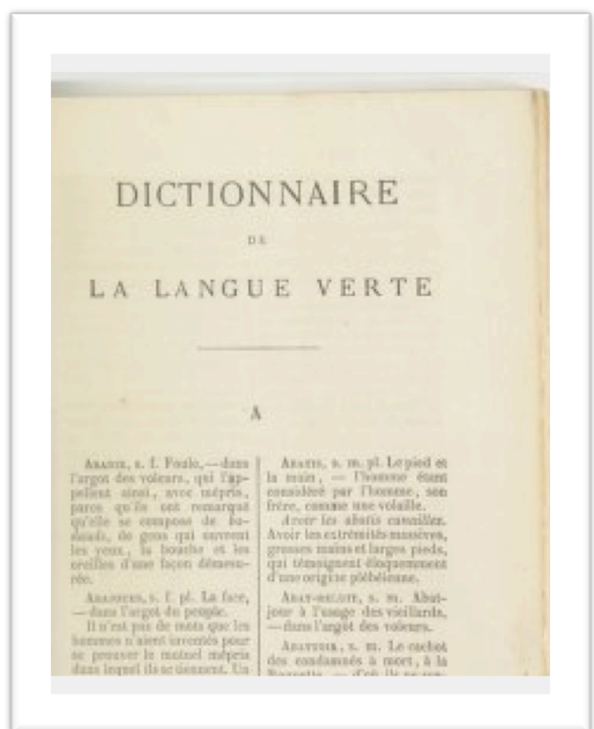 DICTIONNAIRE
DE
LA LANGUE VERTE
A
ABADIE, s. f. Foule, — dans
l'argot des voleurs, qui l'ap-
pellent ainsi, avec mépris,
parce qu'ils ont remarqué
qu'elle se compose de ba-
dauds, de gens qui ouvrent
les yeux, la bouche et les
oreilles d'une façon démesu-
rée.
ABAJOUES, s. f. pl. La face,
— dans l'argot du peuple.
Il n'est pas de mots que les
hommes n'aient inventés pour
se prouver le mutuel mépris
dans lequel ils se tiennent. Un
ABATIS, s. m. pl. Le pied et
la main, — l'homme étant
considéré par l'homme, son
frère, comme une volaille.
Avoir les abatis canailles.
Avoir les extrémités massives,
grosses mains et larges pieds,
qui témoignent éloquemment
d'une origine plébéienne.
ABAT-RELUIT, s. m. Abat-
jour à l'usage des vieillards,
— dans l'argot des voleurs.
ABATTOIR, s. m. Le cachot
des condamnés à mort, à la
Roquette, — d'où ils ne